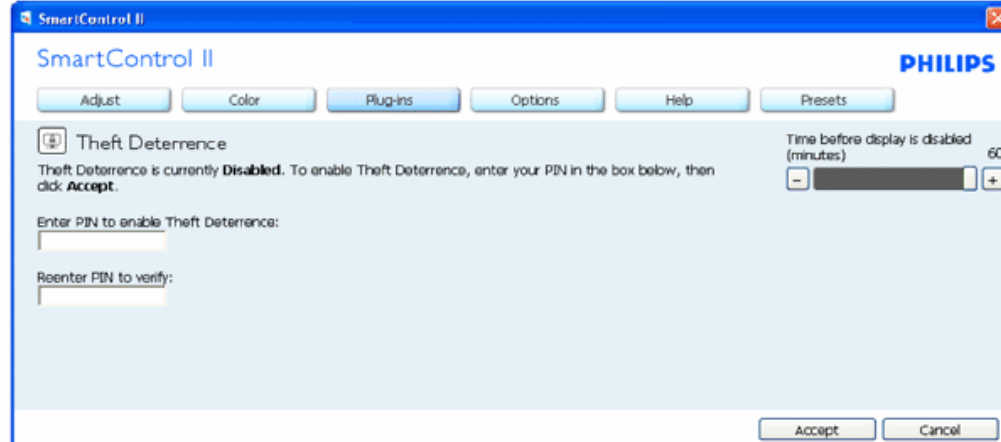 SmartControl II
SmartControl II
PHILIPS
Adjust Color Plug-ins Options Help Presets
Theft Deterrence
Theft Deterrence is currently Disabled. To enable Theft Deterrence, enter your PIN in the box below, then
click Accept.
Enter PIN to enable Theft Deterrence:
Reenter PIN to verify:
Time before display is disabled
(minutes) 60
- +
Accept Cancel